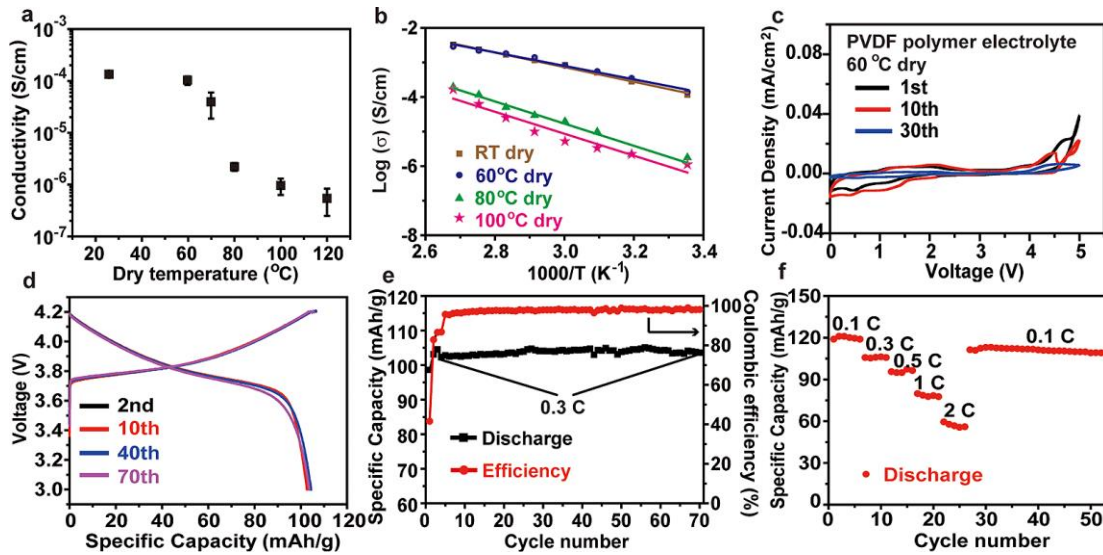 a
10⁻³
10⁻⁴
10⁻⁵
10⁻⁶
10⁻⁷
Conductivity (S/cm)
20 40 60 80 100 120
Dry temperature (°C)
b
-2
-4
-6
-8
Log (σ) (S/cm)
RT dry
60°C dry
80°C dry
100°C dry
2.6 2.8 3.0 3.2 3.4
1000/T (K⁻¹)
c
0.08
0.04
0.00
-0.04
Current Density (mA/cm²)
PVDF polymer electrolyte
60 °C dry
1st
10th
30th
0 1 2 3 4 5
Voltage (V)
d
4.2
3.9
3.6
3.3
3.0
Voltage (V)
2nd
10th
40th
70th
0 20 40 60 80 100 120
Specific Capacity (mAh/g)
e
120
110
100
90
80
70
60
Specific Capacity (mAh/g)
0.3 C
Discharge
Efficiency
100
80
60
40
20
0
Coulombic efficiency (%)
0 10 20 30 40 50 60 70
Cycle number
f
150
120
90
60
30
0
Specific Capacity (mAh/g)
0.1 C
0.3 C
0.5 C
1 C
2 C
0.1 C
Discharge
0 10 20 30 40 50
Cycle number